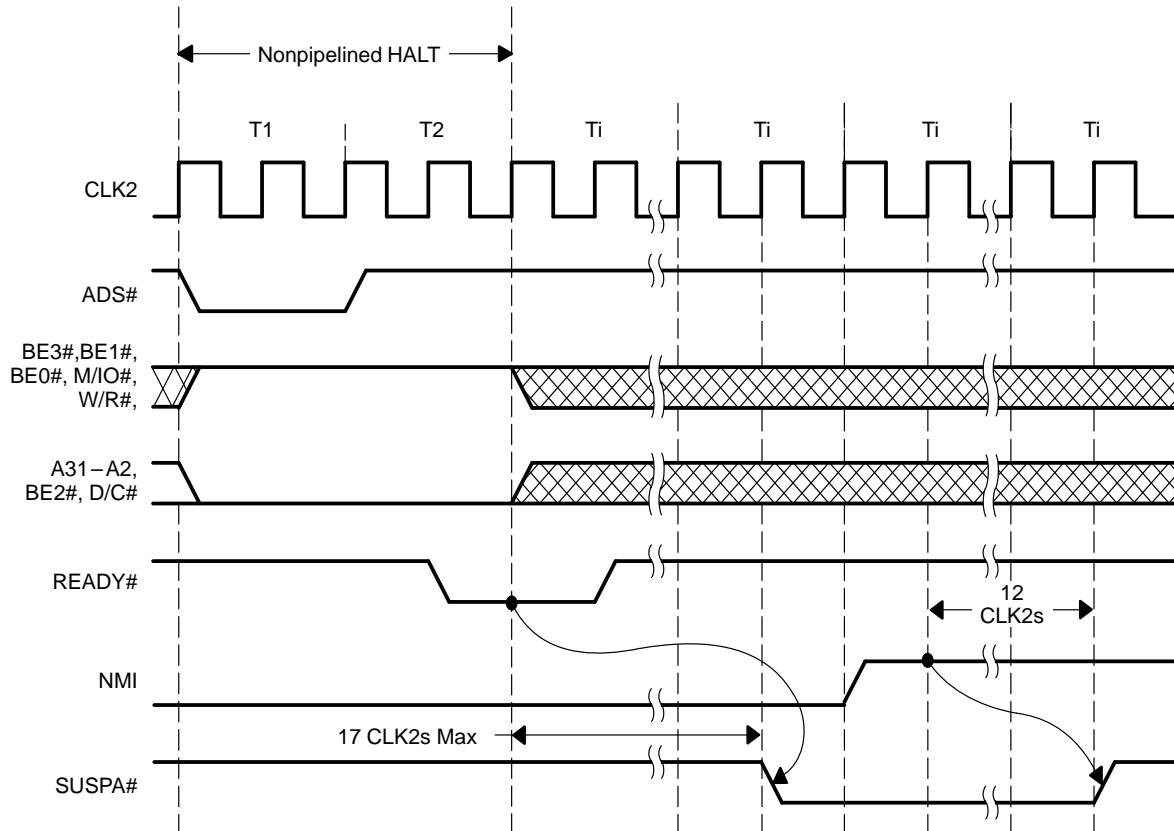 Nonpipelined HALT
T1 T2 Ti Ti Ti Ti
CLK2
ADS#
BE3#,BE1#,
BE0#, M/IO#,
W/R#,
A31–A2,
BE2#, D/C#
READY#
12
CLK2s
NMI
17 CLK2s Max
SUSPA#